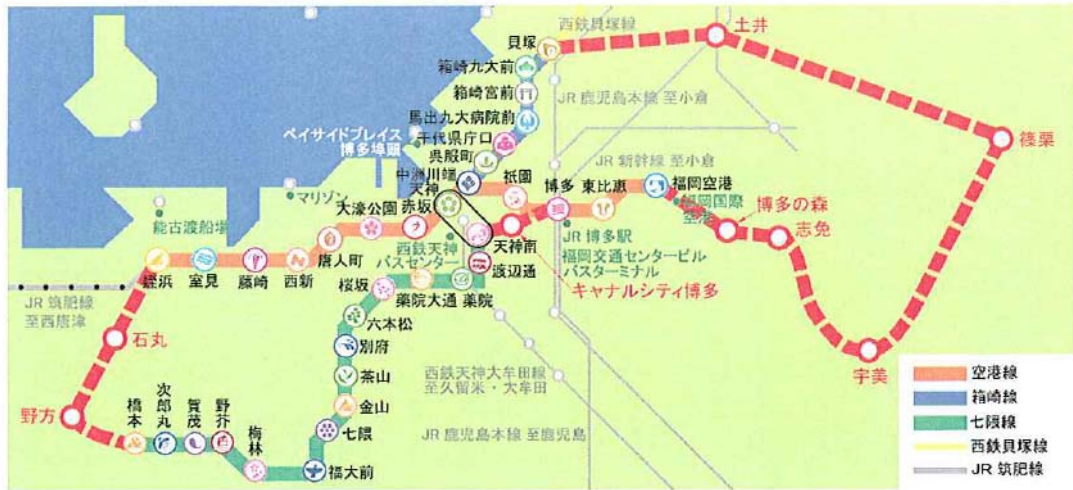 西鉄貝塚線
土井
貝塚
箱崎九大前
箱崎宮前
JR 鹿児島本線 至小倉
馬出九大病院前
ベイサイドプレイス
博多埠頭
千代県庁口
呉服町
篠栗
中洲川端
祇園
JR 新幹線 至小倉
博多
東比恵
福岡空港
天神
マリゾン
大濠公園
赤坂
福岡国際
空港
博多の森
能古渡船場
天神南
JR 博多駅
志免
西鉄天神
バスセンター
福岡交通センタービル
バスターミナル
唐人町
渡辺通
姪浜
室見
藤崎
西新
桜坂
薬院大通
薬院
キャナルシティ博多
JR 筑肥線
至西唐津
六本松
石丸
別府
宇美
茶山
西鉄天神大牟田線
至久留米・大牟田
野方
橋本
次郎丸
賀茂
野芥
金山
梅林
七隈
JR 鹿児島本線 至鹿児島
福大前
空港線
箱崎線
七隈線
西鉄貝塚線
JR 筑肥線